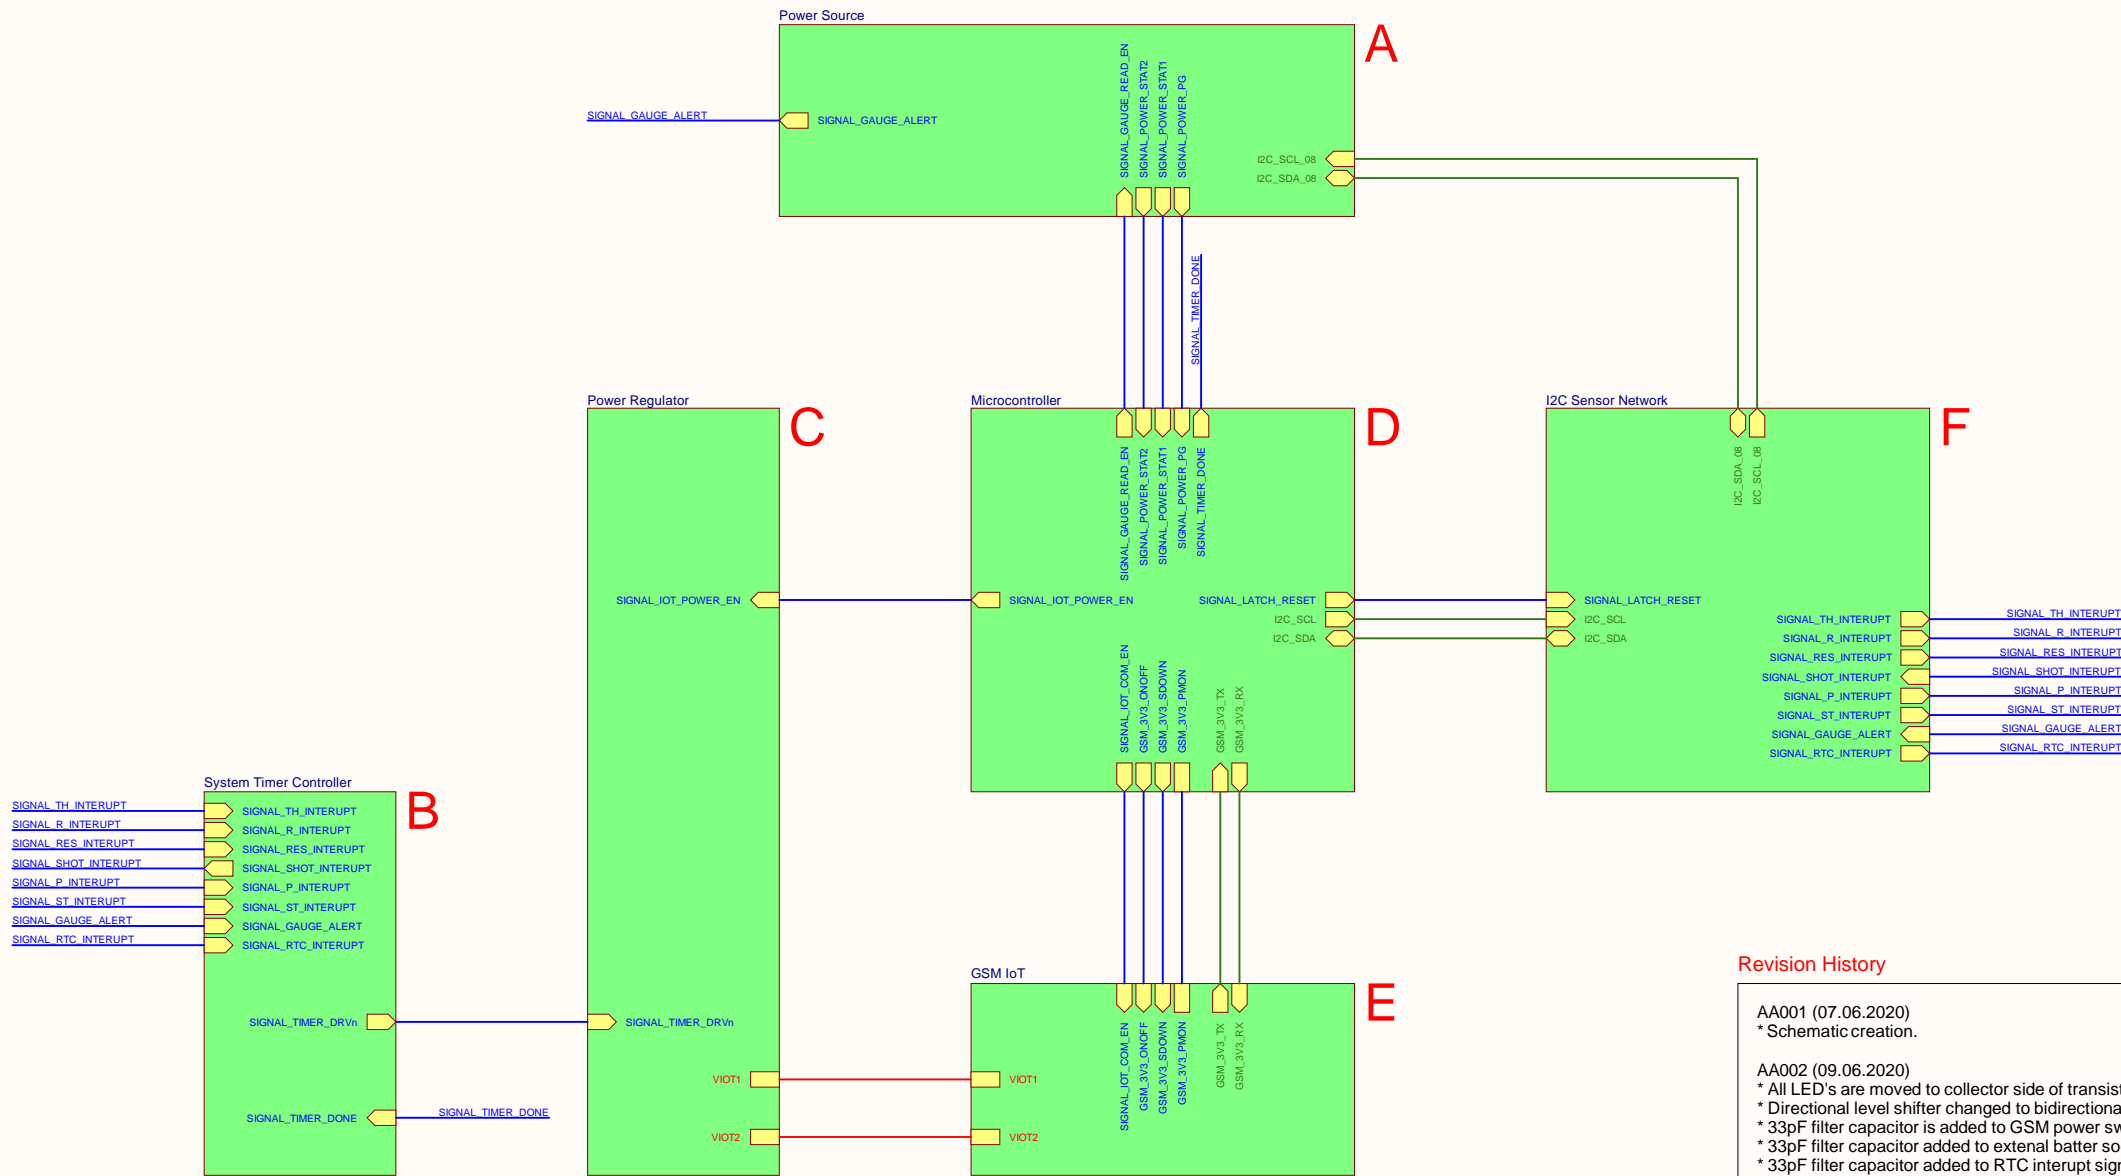 Power Source
A
SIGNAL_GAUGE_ALERT
SIGNAL_GAUGE_ALERT
SIGNAL_GAUGE_READ_EN
SIGNAL_POWER_STAT2
SIGNAL_POWER_STAT1
SIGNAL_POWER_PG
I2C_SCL_08
I2C_SDA_08
SIGNAL_TIMER_DONE
Power Regulator
C
SIGNAL_IOT_POWER_EN
SIGNAL_TIMER_DRVn
VIOT1
VIOT2
Microcontroller
D
SIGNAL_GAUGE_READ_EN
SIGNAL_POWER_STAT2
SIGNAL_POWER_STAT1
SIGNAL_POWER_PG
SIGNAL_TIMER_DONE
SIGNAL_IOT_POWER_EN
SIGNAL_LATCH_RESET
I2C_SCL
I2C_SDA
SIGNAL_IOT_COM_EN
GSM_3V3_ONOFF
GSM_3V3_SDOWN
GSM_3V3_PMON
GSM_3V3_TX
GSM_3V3_RX
I2C Sensor Network
F
I2C_SDA_08
I2C_SCL_08
SIGNAL_LATCH_RESET
I2C_SCL
I2C_SDA
SIGNAL_TH_INTERUPT
SIGNAL_R_INTERUPT
SIGNAL_RES_INTERUPT
SIGNAL_SHOT_INTERUPT
SIGNAL_P_INTERUPT
SIGNAL_ST_INTERUPT
SIGNAL_GAUGE_ALERT
SIGNAL_RTC_INTERUPT
SIGNAL_TH_INTERUPT
SIGNAL_R_INTERUPT
SIGNAL_RES_INTERUPT
SIGNAL_SHOT_INTERUPT
SIGNAL_P_INTERUPT
SIGNAL_ST_INTERUPT
SIGNAL_GAUGE_ALERT
SIGNAL_RTC_INTERUPT
System Timer Controller
B
SIGNAL_TH_INTERUPT
SIGNAL_R_INTERUPT
SIGNAL_RES_INTERUPT
SIGNAL_SHOT_INTERUPT
SIGNAL_P_INTERUPT
SIGNAL_ST_INTERUPT
SIGNAL_GAUGE_ALERT
SIGNAL_RTC_INTERUPT
SIGNAL_TH_INTERUPT
SIGNAL_R_INTERUPT
SIGNAL_RES_INTERUPT
SIGNAL_SHOT_INTERUPT
SIGNAL_P_INTERUPT
SIGNAL_ST_INTERUPT
SIGNAL_GAUGE_ALERT
SIGNAL_RTC_INTERUPT
SIGNAL_TIMER_DRVn
SIGNAL_TIMER_DONE
SIGNAL_TIMER_DONE
GSM IoT
E
SIGNAL_IOT_COM_EN
GSM_3V3_ONOFF
GSM_3V3_SDOWN
GSM_3V3_PMON
GSM_3V3_TX
GSM_3V3_RX
VIOT1
VIOT2
Revision History
AA001 (07.06.2020)
* Schematic creation.
AA002 (09.06.2020)
* All LED's are moved to collector side of
* Directional level shifter changed to
* 33pF filter capacitor is added to GSM power
* 33pF filter capacitor added to extenal batter
* 33pF filter capacitor added to RTC interupt